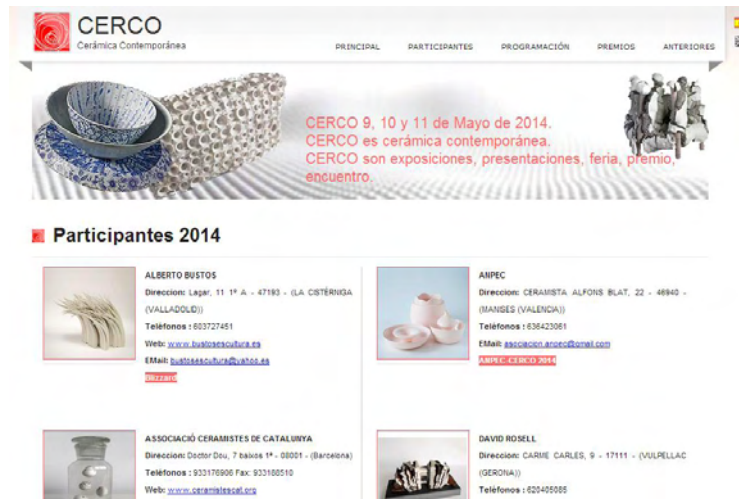 CERCO
Cerámica Contemporánea
PRINCIPAL PARTICIPANTES PROGRAMACIÓN PREMIOS ANTERIORES
CERCO 9, 10 y 11 de Mayo de 2014.
CERCO es cerámica contemporánea.
CERCO son exposiciones, presentaciones, feria, premio,
encuentro.
Participantes 2014
ALBERTO BUSTOS
Direccion: Lagar, 11 1º A - 47193 - (LA CISTÉRNIGA
(VALLADOLID))
Teléfonos : 603727451
Web: www.bustosescultura.es
EMail: bustosescultura@yahoo.es
Blizzard
ANPEC
Direccion: CERAMISTA ALFONS BLAT, 22 - 46940 -
(MANISES (VALENCIA))
Teléfonos : 636423061
EMail: asociacion.anpec@gmail.com
ANPEC-CERCO 2014
ASSOCIACIÓ CERAMISTES DE CATALUNYA
Direccion: Doctor Dou, 7 baixos 1ª - 08001 - (Barcelona)
Teléfonos : 933176906 Fax: 933188510
Web: www.ceramistescat.org
DAVID ROSELL
Direccion: CARME CARLES, 9 - 17111 - (VULPELLAC
(GERONA))
Teléfonos : 620405085